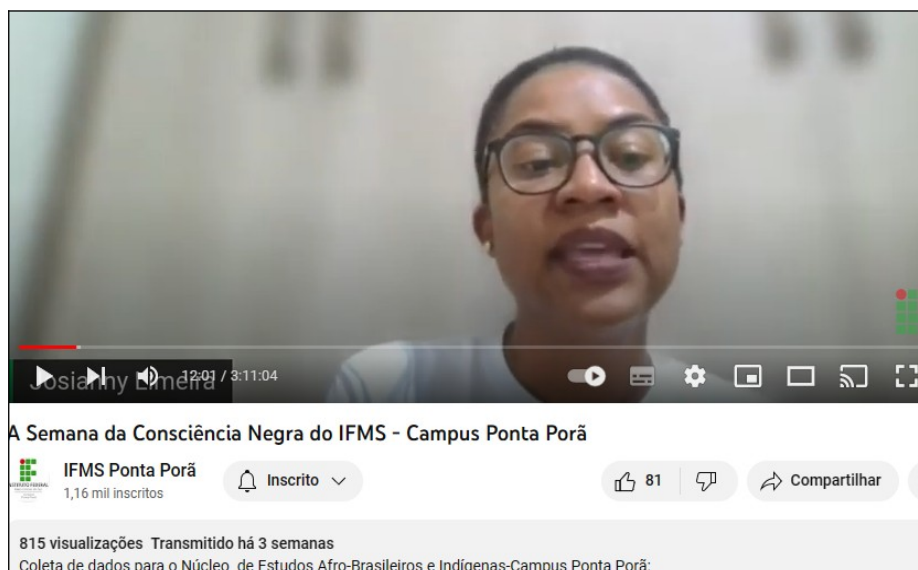 Josianny Limeira
12:01 / 3:11:04
A Semana da Consciência Negra do IFMS - Campus Ponta Porã
IFMS Ponta Porã
1,16 mil inscritos
Inscrito
81
Compartilhar
815 visualizações Transmitido há 3 semanas
Coleta de dados para o Núcleo de Estudos Afro-Brasileiros e Indígenas-Campus Ponta Porã: